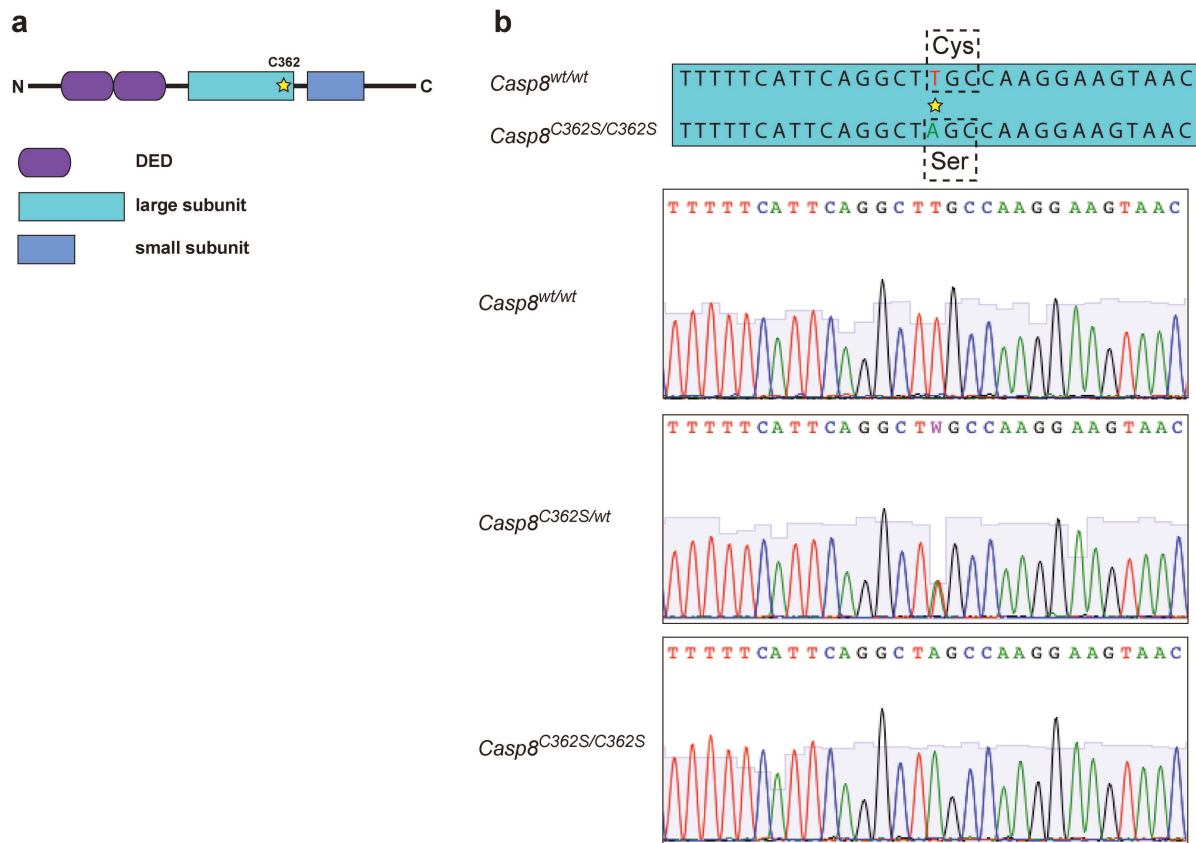 a
C362
N C
DED
large subunit
small subunit
b
Cys
Casp8wt/wt TTTTTCATTCAGGCTTGCCAAGGAAGTAAC
Casp8C362S/C362S TTTTTCATTCAGGCTAGCCAAGGAAGTAAC
Ser
TTTTTCATTCAGGCTTGCCAAGGAAGTAAC
Casp8wt/wt
TTTTTCATTCAGGCTWGCCAAGGAAGTAAC
Casp8C362S/wt
TTTTTCATTCAGGCTAGCCAAGGAAGTAAC
Casp8C362S/C362S